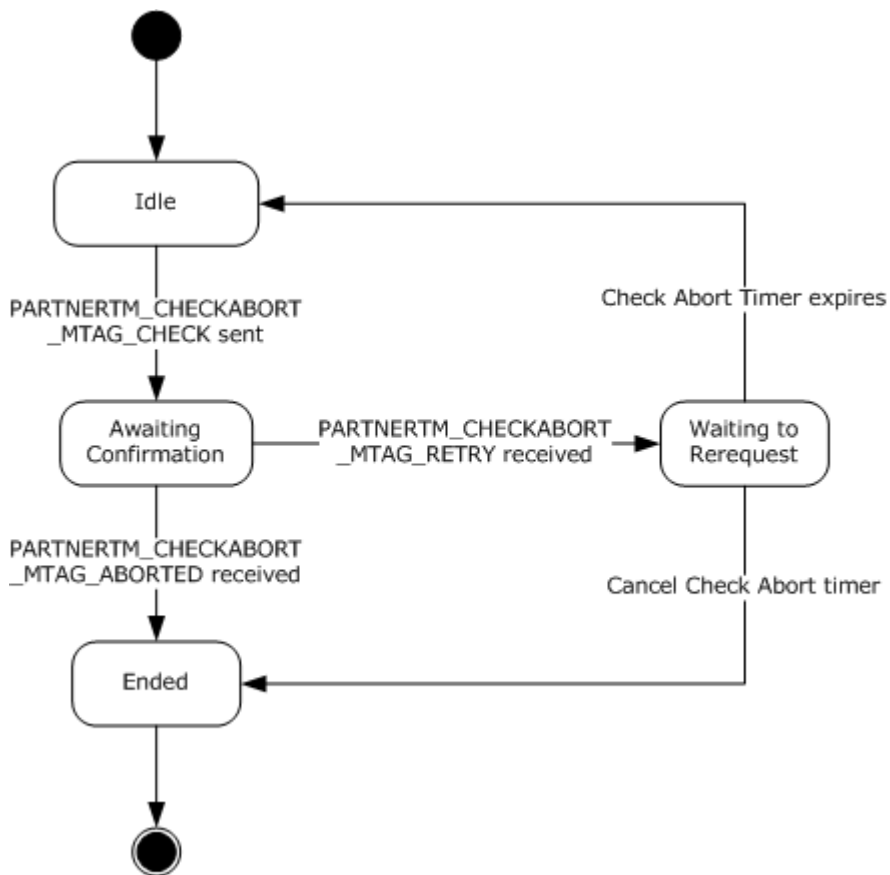 Idle
PARTNERTM_CHECKABORT
_MTAG_CHECK sent
Check Abort Timer expires
Awaiting
Confirmation
PARTNERTM_CHECKABORT
_MTAG_RETRY received
Waiting to
Rerequest
PARTNERTM_CHECKABORT
_MTAG_ABORTED received
Cancel Check Abort timer
Ended